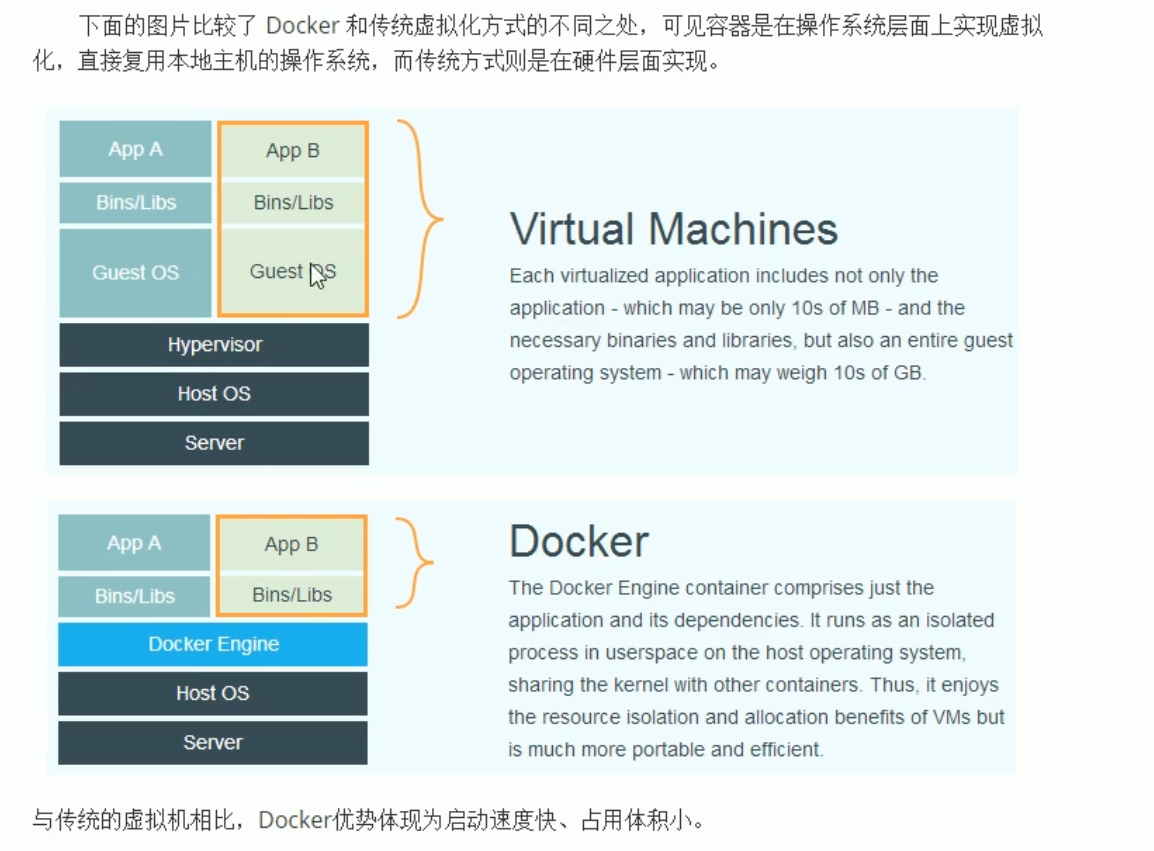 下面的图片比较了 Docker 和传统虚拟化方式的不同之处，可见容器是在操作系统层面上实现虚拟
化，直接复用本地主机的操作系统，而传统方式则是在硬件层面实现。
App A
App B
Bins/Libs
Bins/Libs
Guest OS
Guest OS
Hypervisor
Host OS
Server
Virtual Machines
Each virtualized application includes not only the
application - which may be only 10s of MB - and the
necessary binaries and libraries, but also an entire guest
operating system - which may weigh 10s of GB.
App A
App B
Bins/Libs
Bins/Libs
Docker Engine
Host OS
Server
Docker
The Docker Engine container comprises just the
application and its dependencies. It runs as an isolated
process in userspace on the host operating system,
sharing the kernel with other containers. Thus, it enjoys
the resource isolation and allocation benefits of VMs but
is much more portable and efficient.
与传统的虚拟机相比，Docker优势体现为启动速度快、占用体积小。